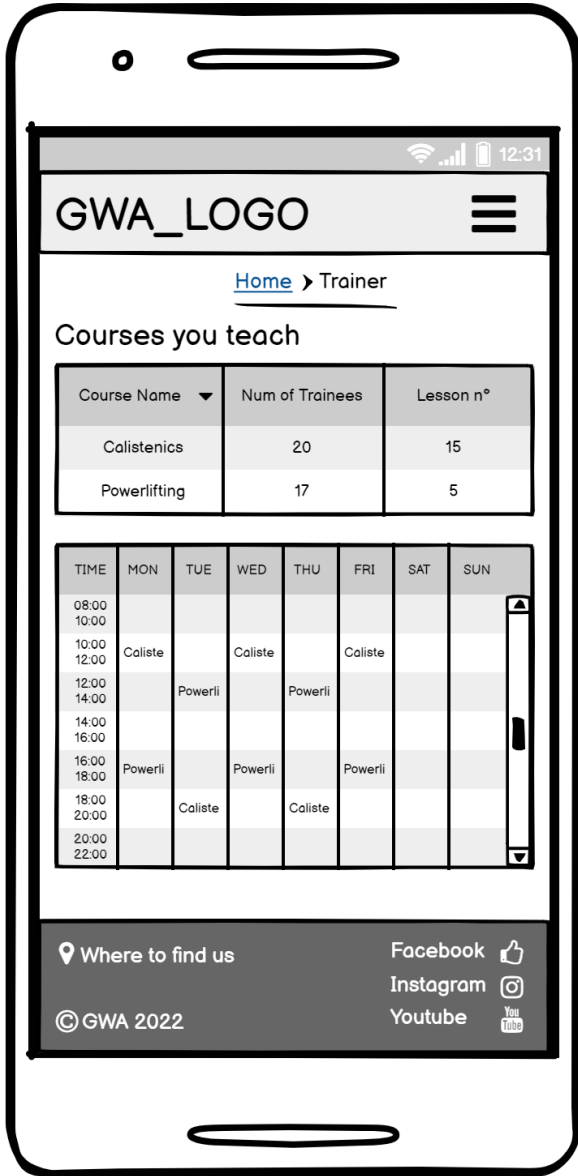 12:31
GWA_LOGO
Home > Trainer
Courses you teach
Course Name Num of Trainees Lesson n°
Calistenics 20 15
Powerlifting 17 5
TIME MON TUE WED THU FRI SAT SUN
08:00
10:00
10:00
12:00 Caliste Caliste Caliste
12:00
14:00 Powerli Powerli
14:00
16:00
16:00
18:00 Powerli Powerli Powerli
18:00
20:00 Caliste Caliste
20:00
22:00
Where to find us
Facebook
Instagram
© GWA 2022
Youtube
You
Tube